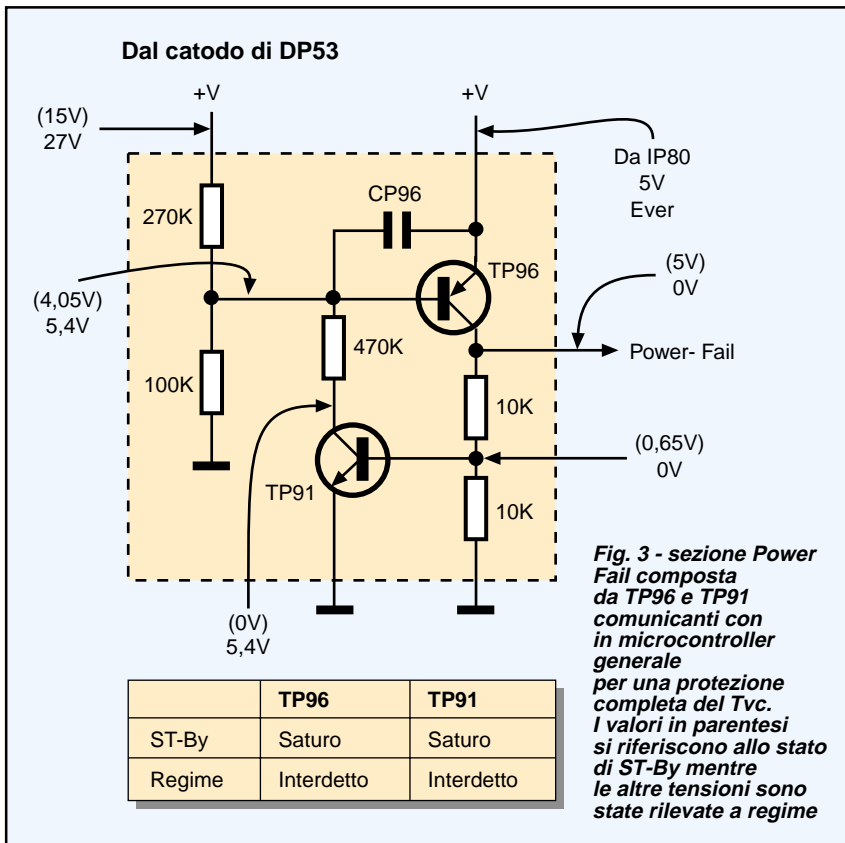 Dal catodo di DP53
+V
+V
(15V)
27V
Da IP80
5V
Ever
CP96
270K
TP96
(5V)
0V
(4,05V)
5,4V
470K
Power- Fail
100K
10K
(0,65V)
0V
TP91
10K
(0V)
5,4V
Fig. 3 - sezione Power
Fail composta
da TP96 e TP91
comunicanti con
in microcontroller
generale
per una protezione
completa del Tvc.
I valori in parentesi
si riferiscono allo stato
di ST-By mentre
le altre tensioni sono
state rilevate a regime
TP96 TP91
ST-By Saturo Saturo
Regime Interdetto Interdetto